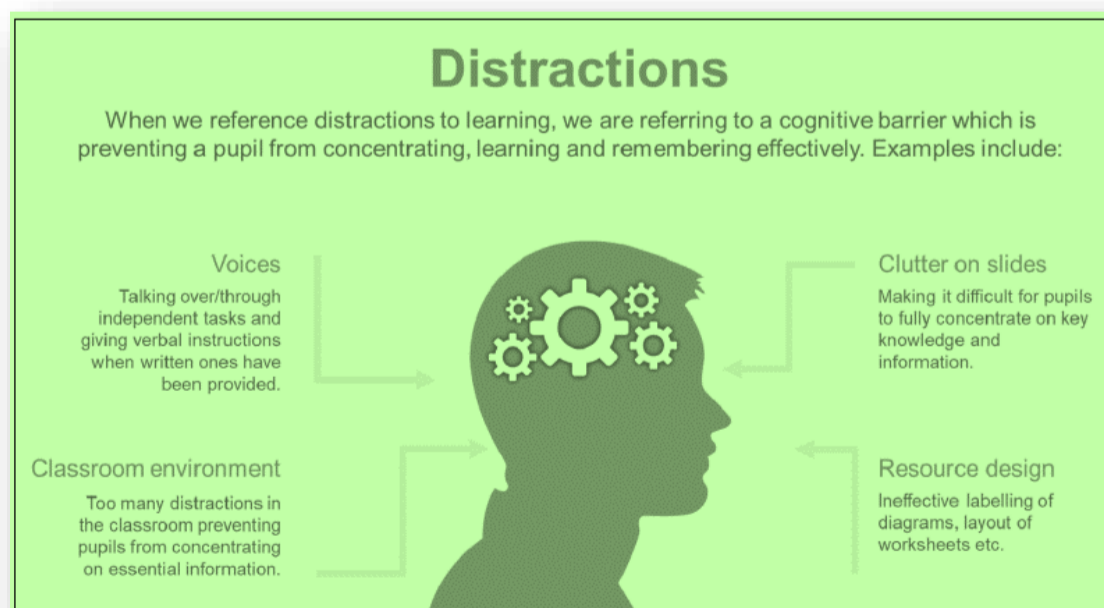 Distractions
When we reference distractions to learning, we are referring to a cognitive barrier which is
preventing a pupil from concentrating, learning and remembering effectively. Examples include:
Voices
Talking over/through
independent tasks and
giving verbal instructions
when written ones have
been provided.
Clutter on slides
Making it difficult for pupils
to fully concentrate on key
knowledge and
information.
Classroom environment
Too many distractions in
the classroom preventing
pupils from concentrating
on essential information.
Resource design
Ineffective labelling of
diagrams, layout of
worksheets etc.